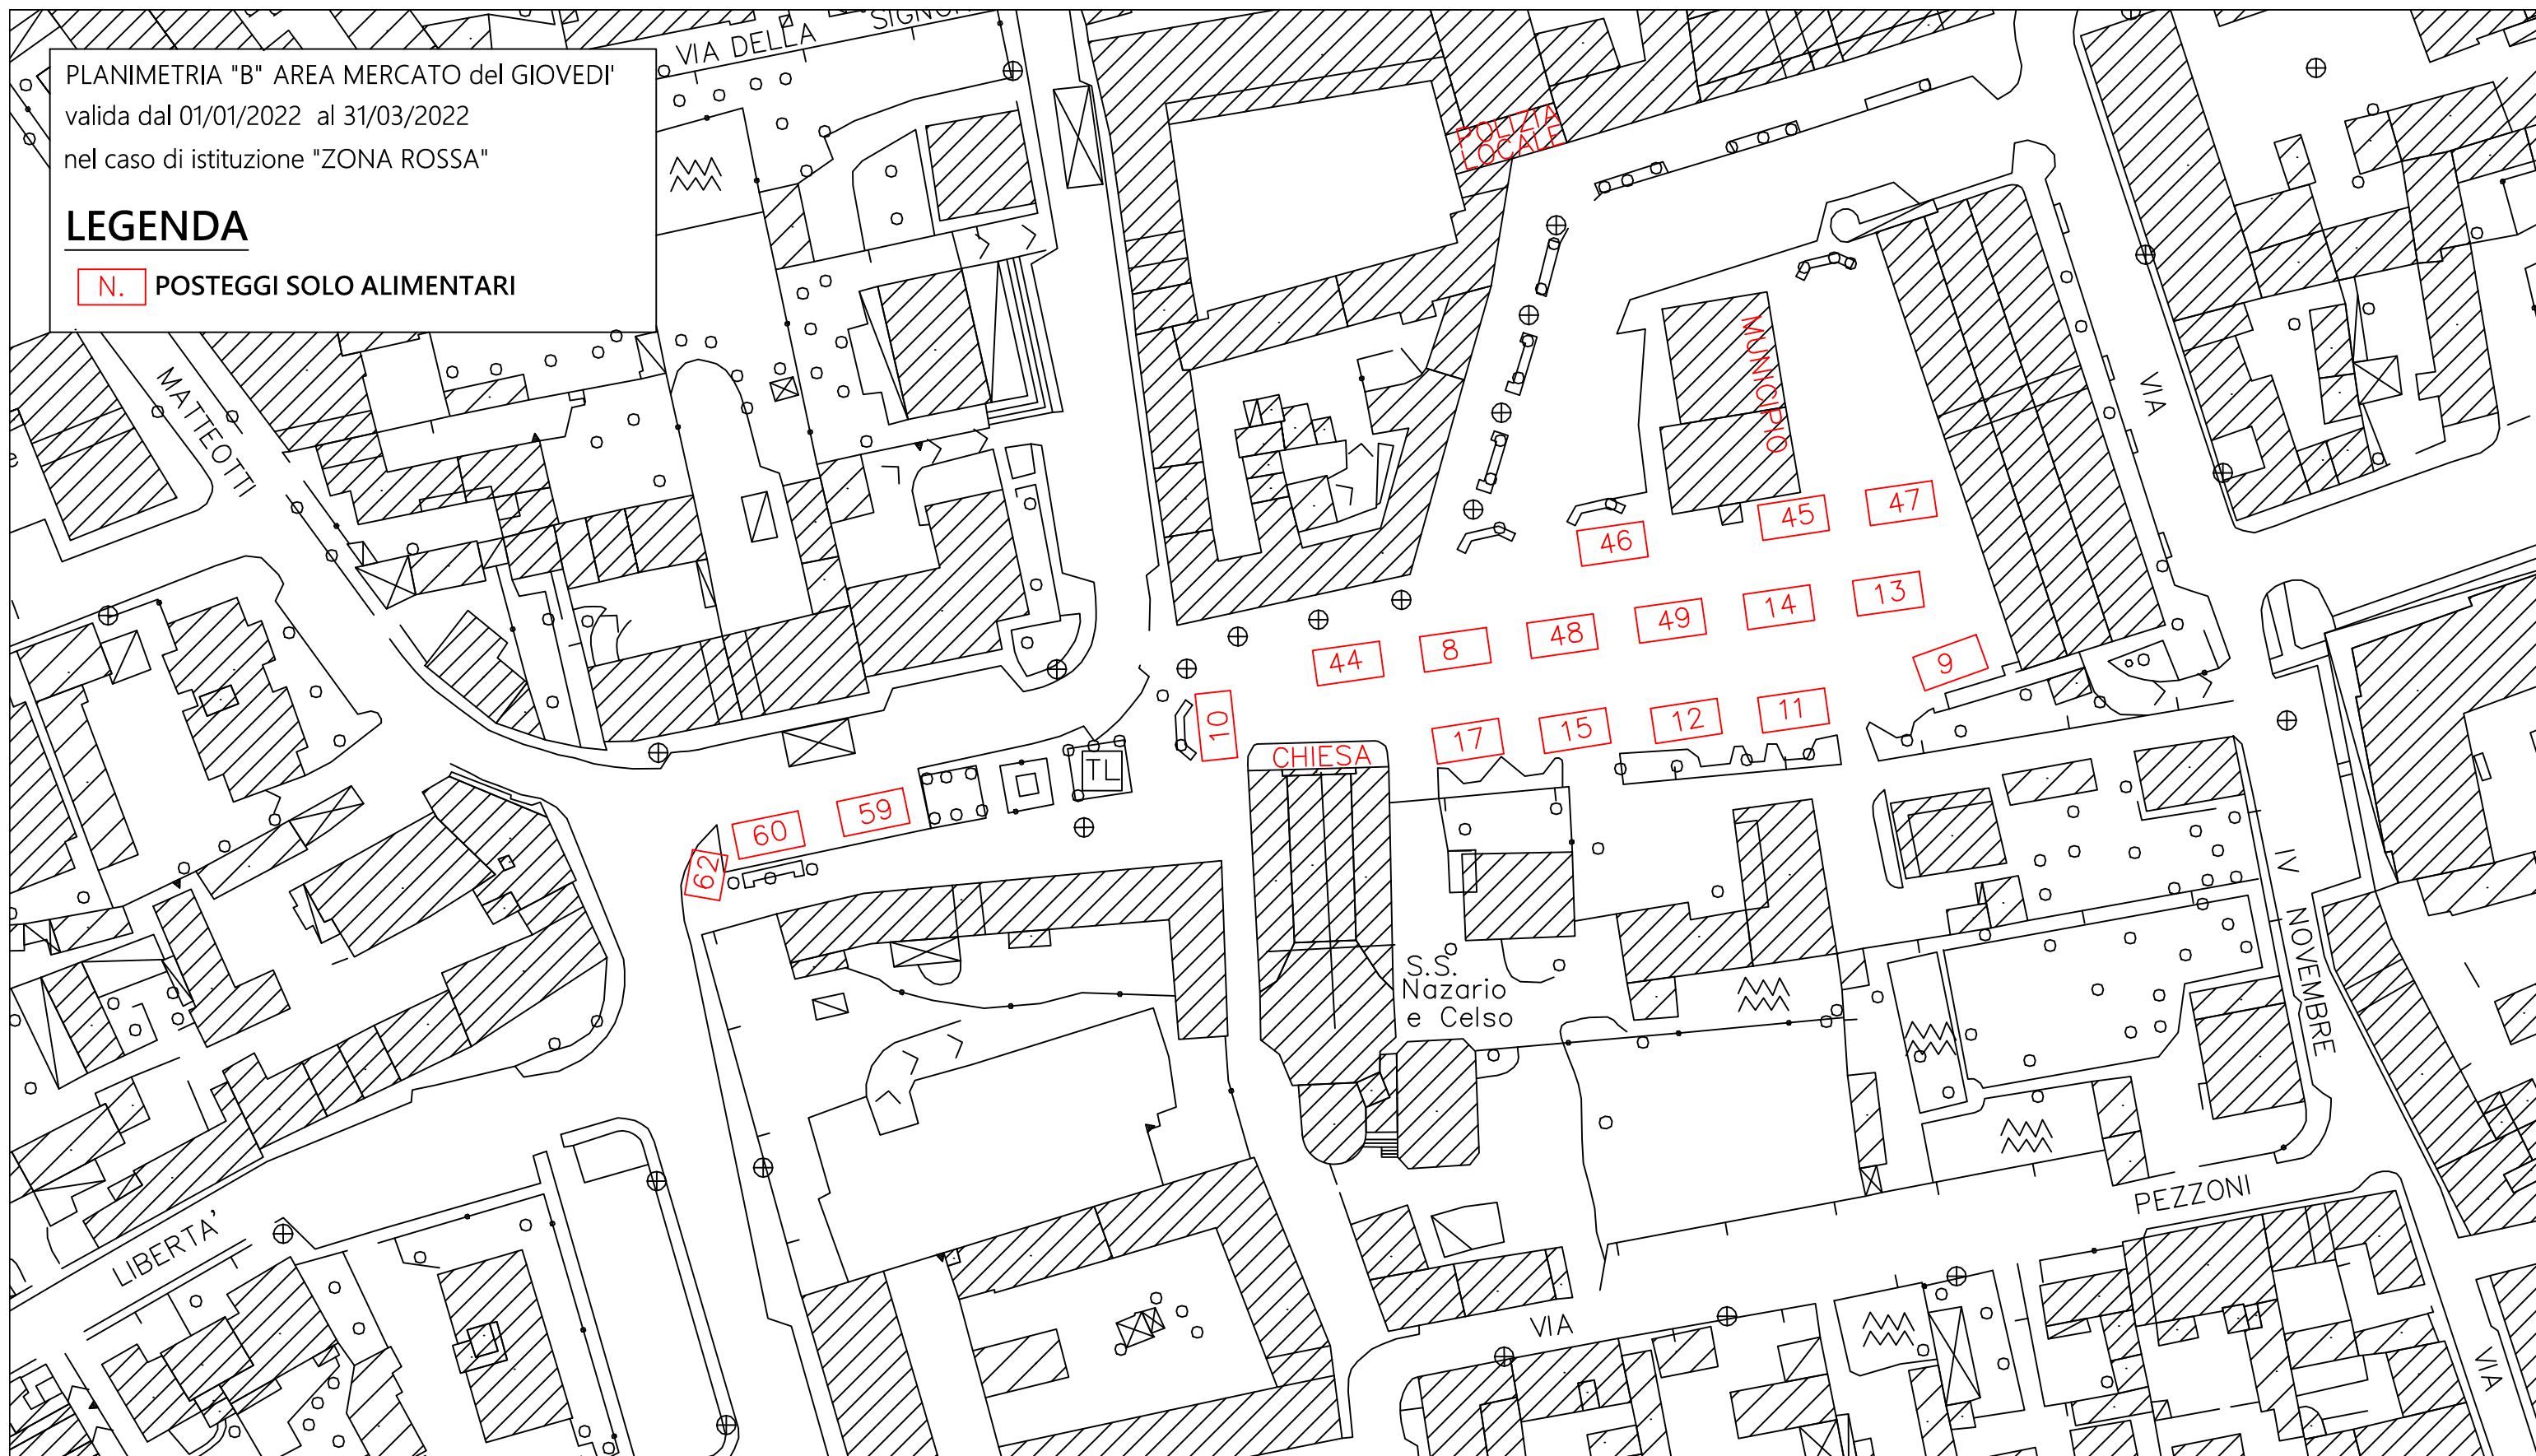 VIA DELLA
PLANIMETRIA "B" AREA MERCATO del GIOVEDI'
valida dal 01/01/2022 al 31/03/2022
nel caso di istituzione "ZONA ROSSA"
LEGENDA
N. POSTEGGI SOLO ALIMENTARI
POLIZIA
LOCALE
MUNICIPIO
MATTEOTTI
VIA
47
45
46
13
14
49
48
8
44
9
10
11
12
15
17
CHIESA
TL
59
60
62
IV NOVEMBRE
S.S.
Nazario
e Celso
PEZZONI
LIBERTA'
VIA
VIA